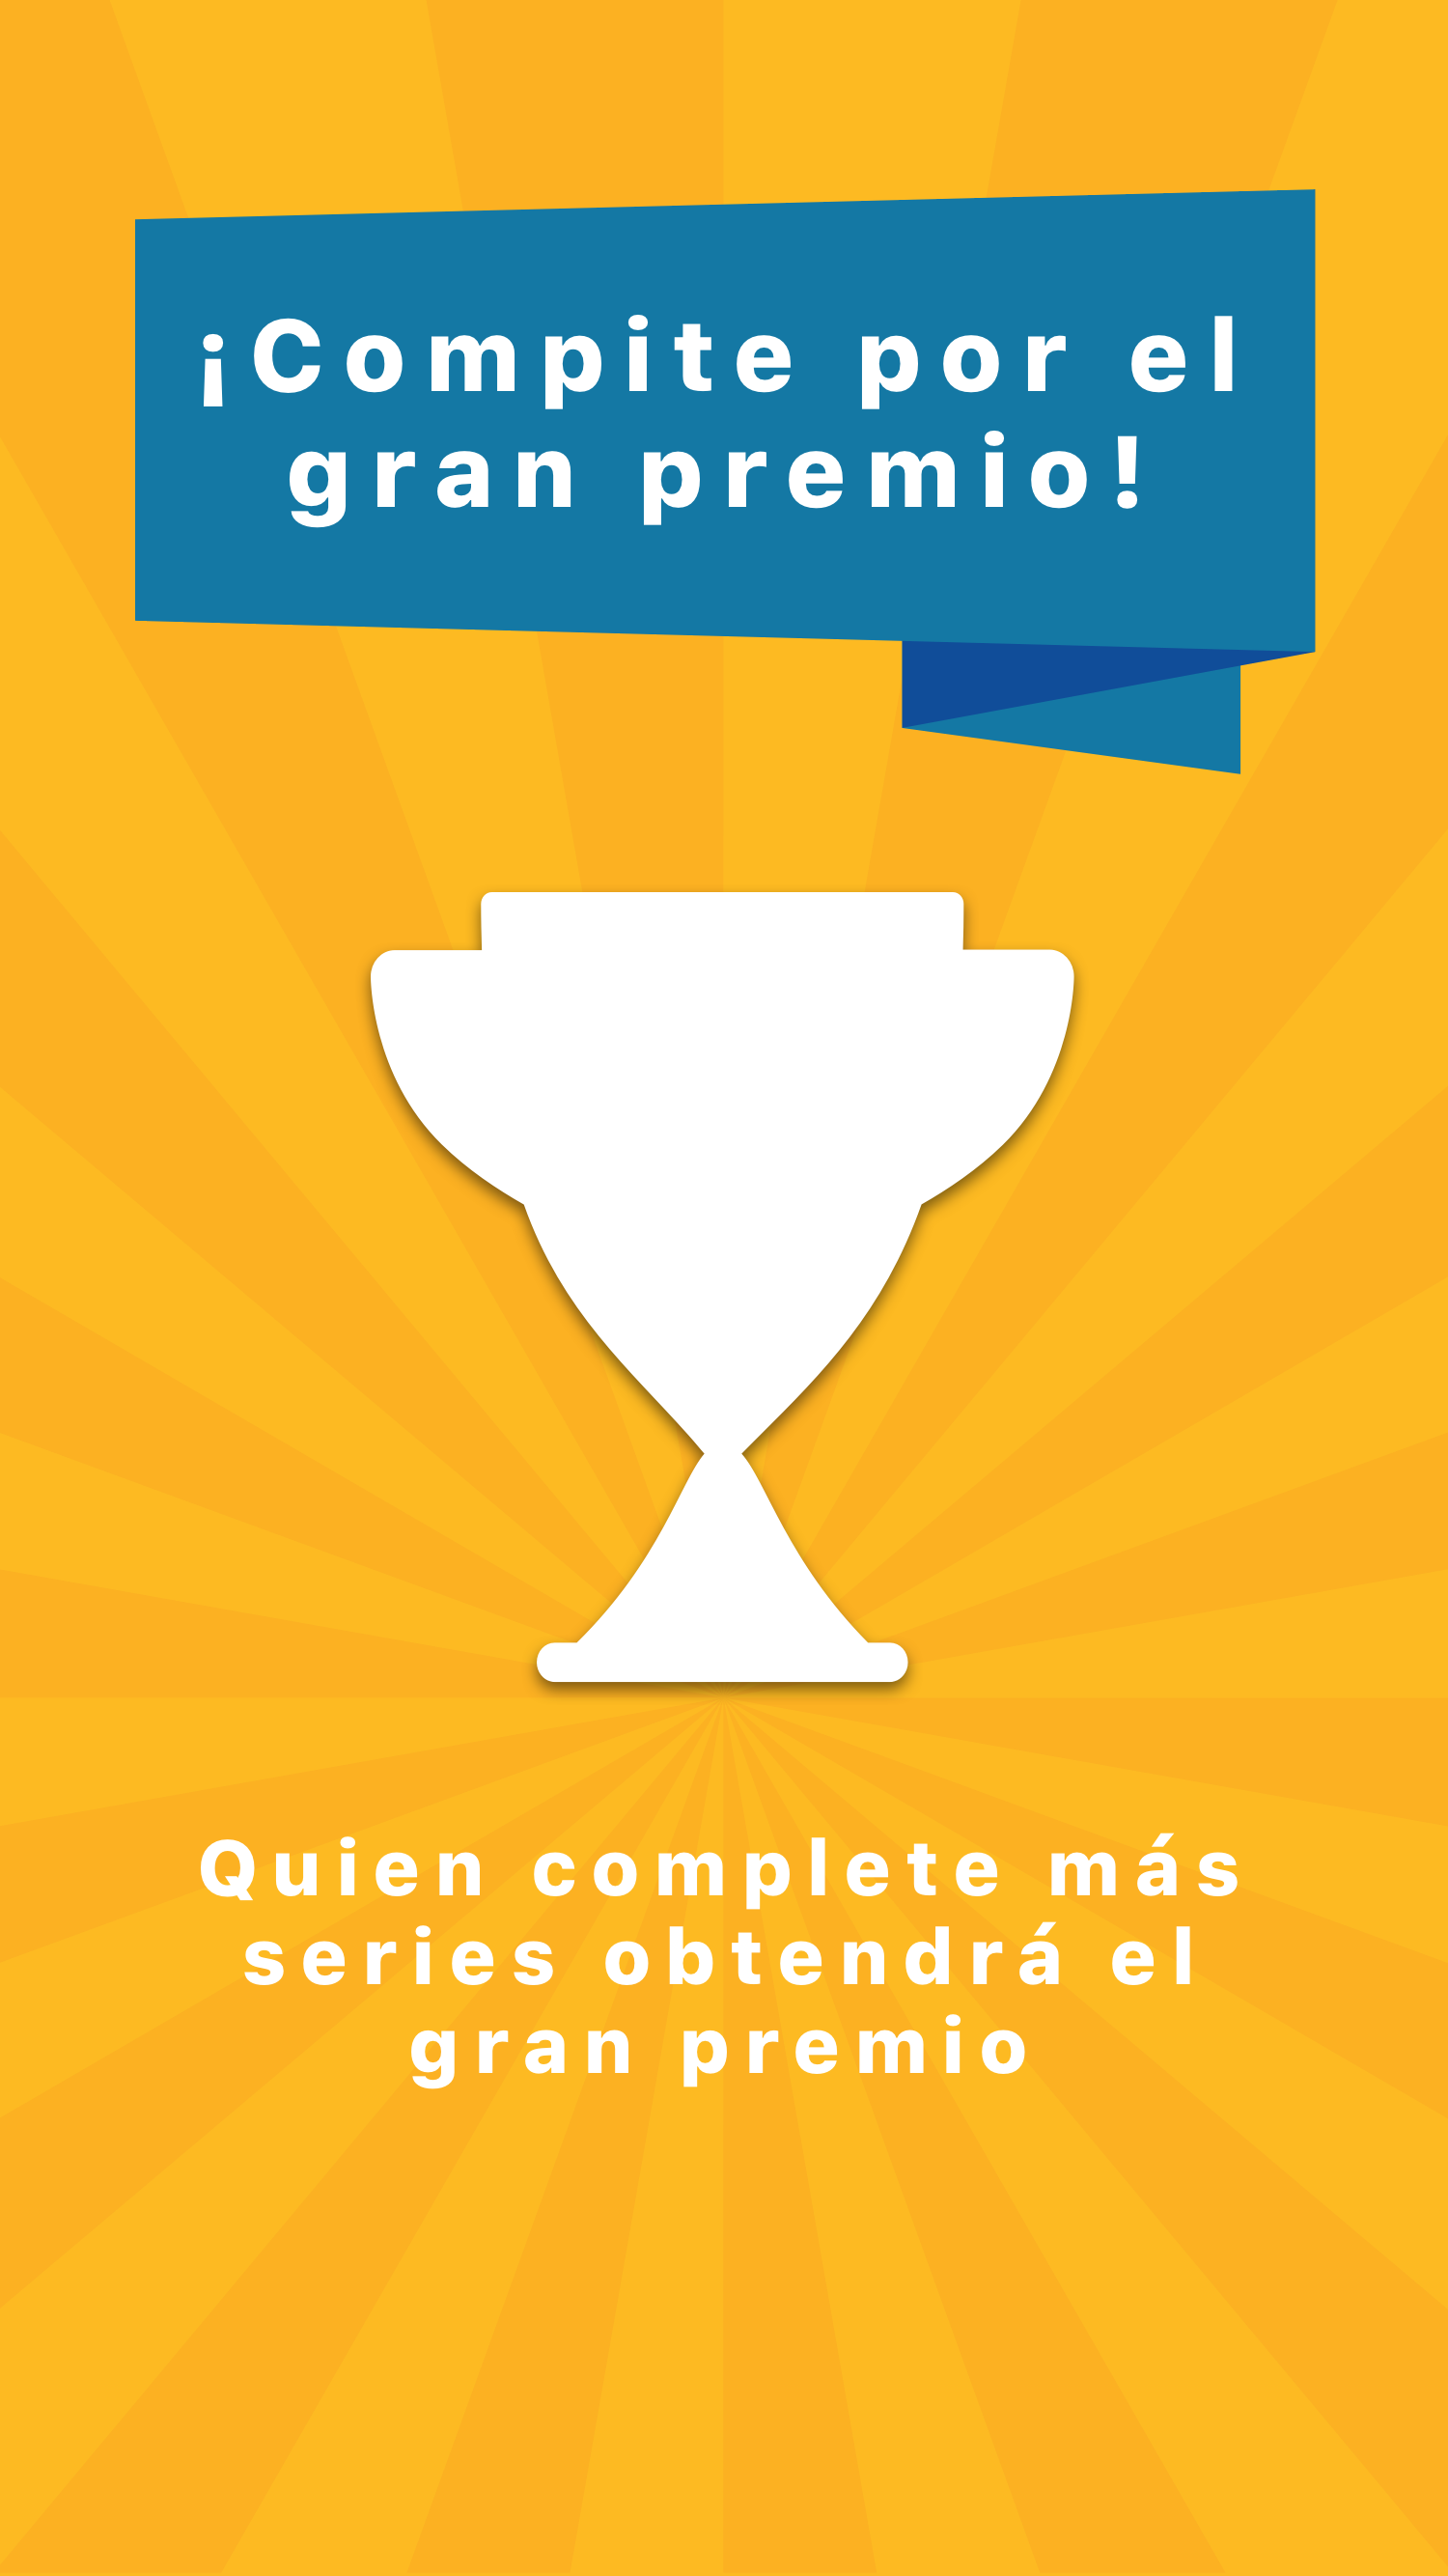 ¡Compite por el
gran premio!
Quien complete más
series obtendrá el
gran premio